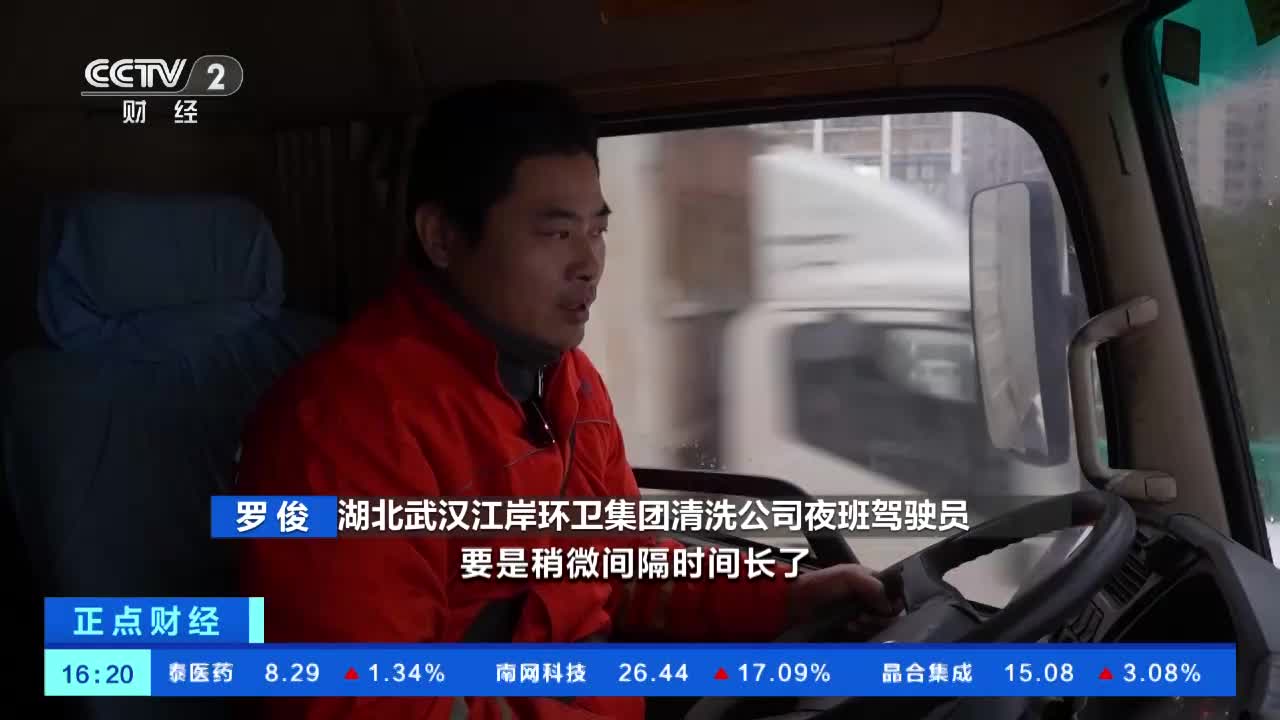 CCTV 2
财 经
罗俊 湖北武汉江岸环卫集团清洗公司夜班驾驶员
要是稍微间隔时间长了
正点财经
16:20 泰医药 8.29 ▲ 1.34% 南网科技 26.44 ▲ 17.09% 晶合集成 15.08 ▲ 3.08%